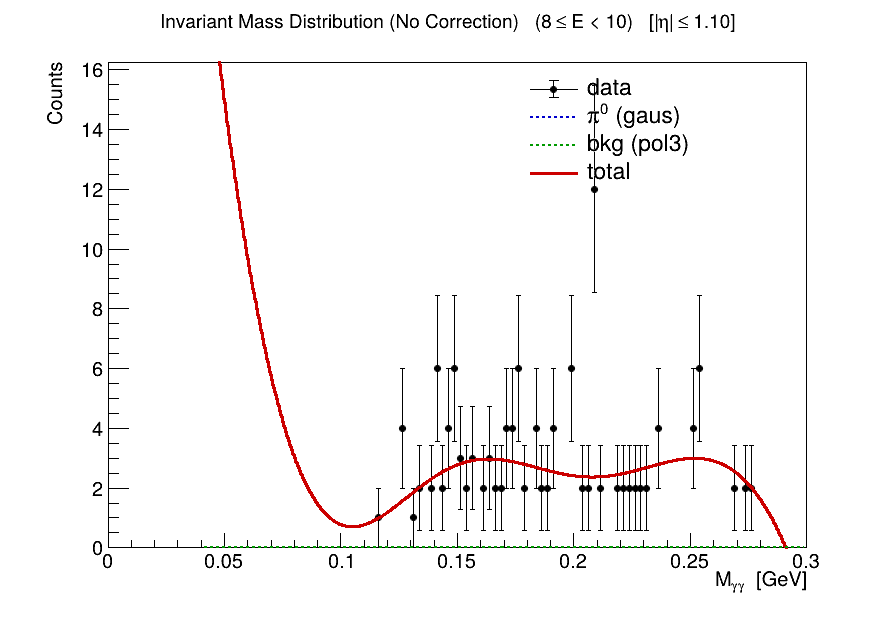 Invariant Mass Distribution (No Correction) (8 ≤ E < 10) [|η| ≤ 1.10]
Counts
16
14
12
10
8
6
4
2
0
data
π⁰ (gaus)
bkg (pol3)
total
0 0.05 0.1 0.15 0.2 0.25 0.3
Mγγ [GeV]